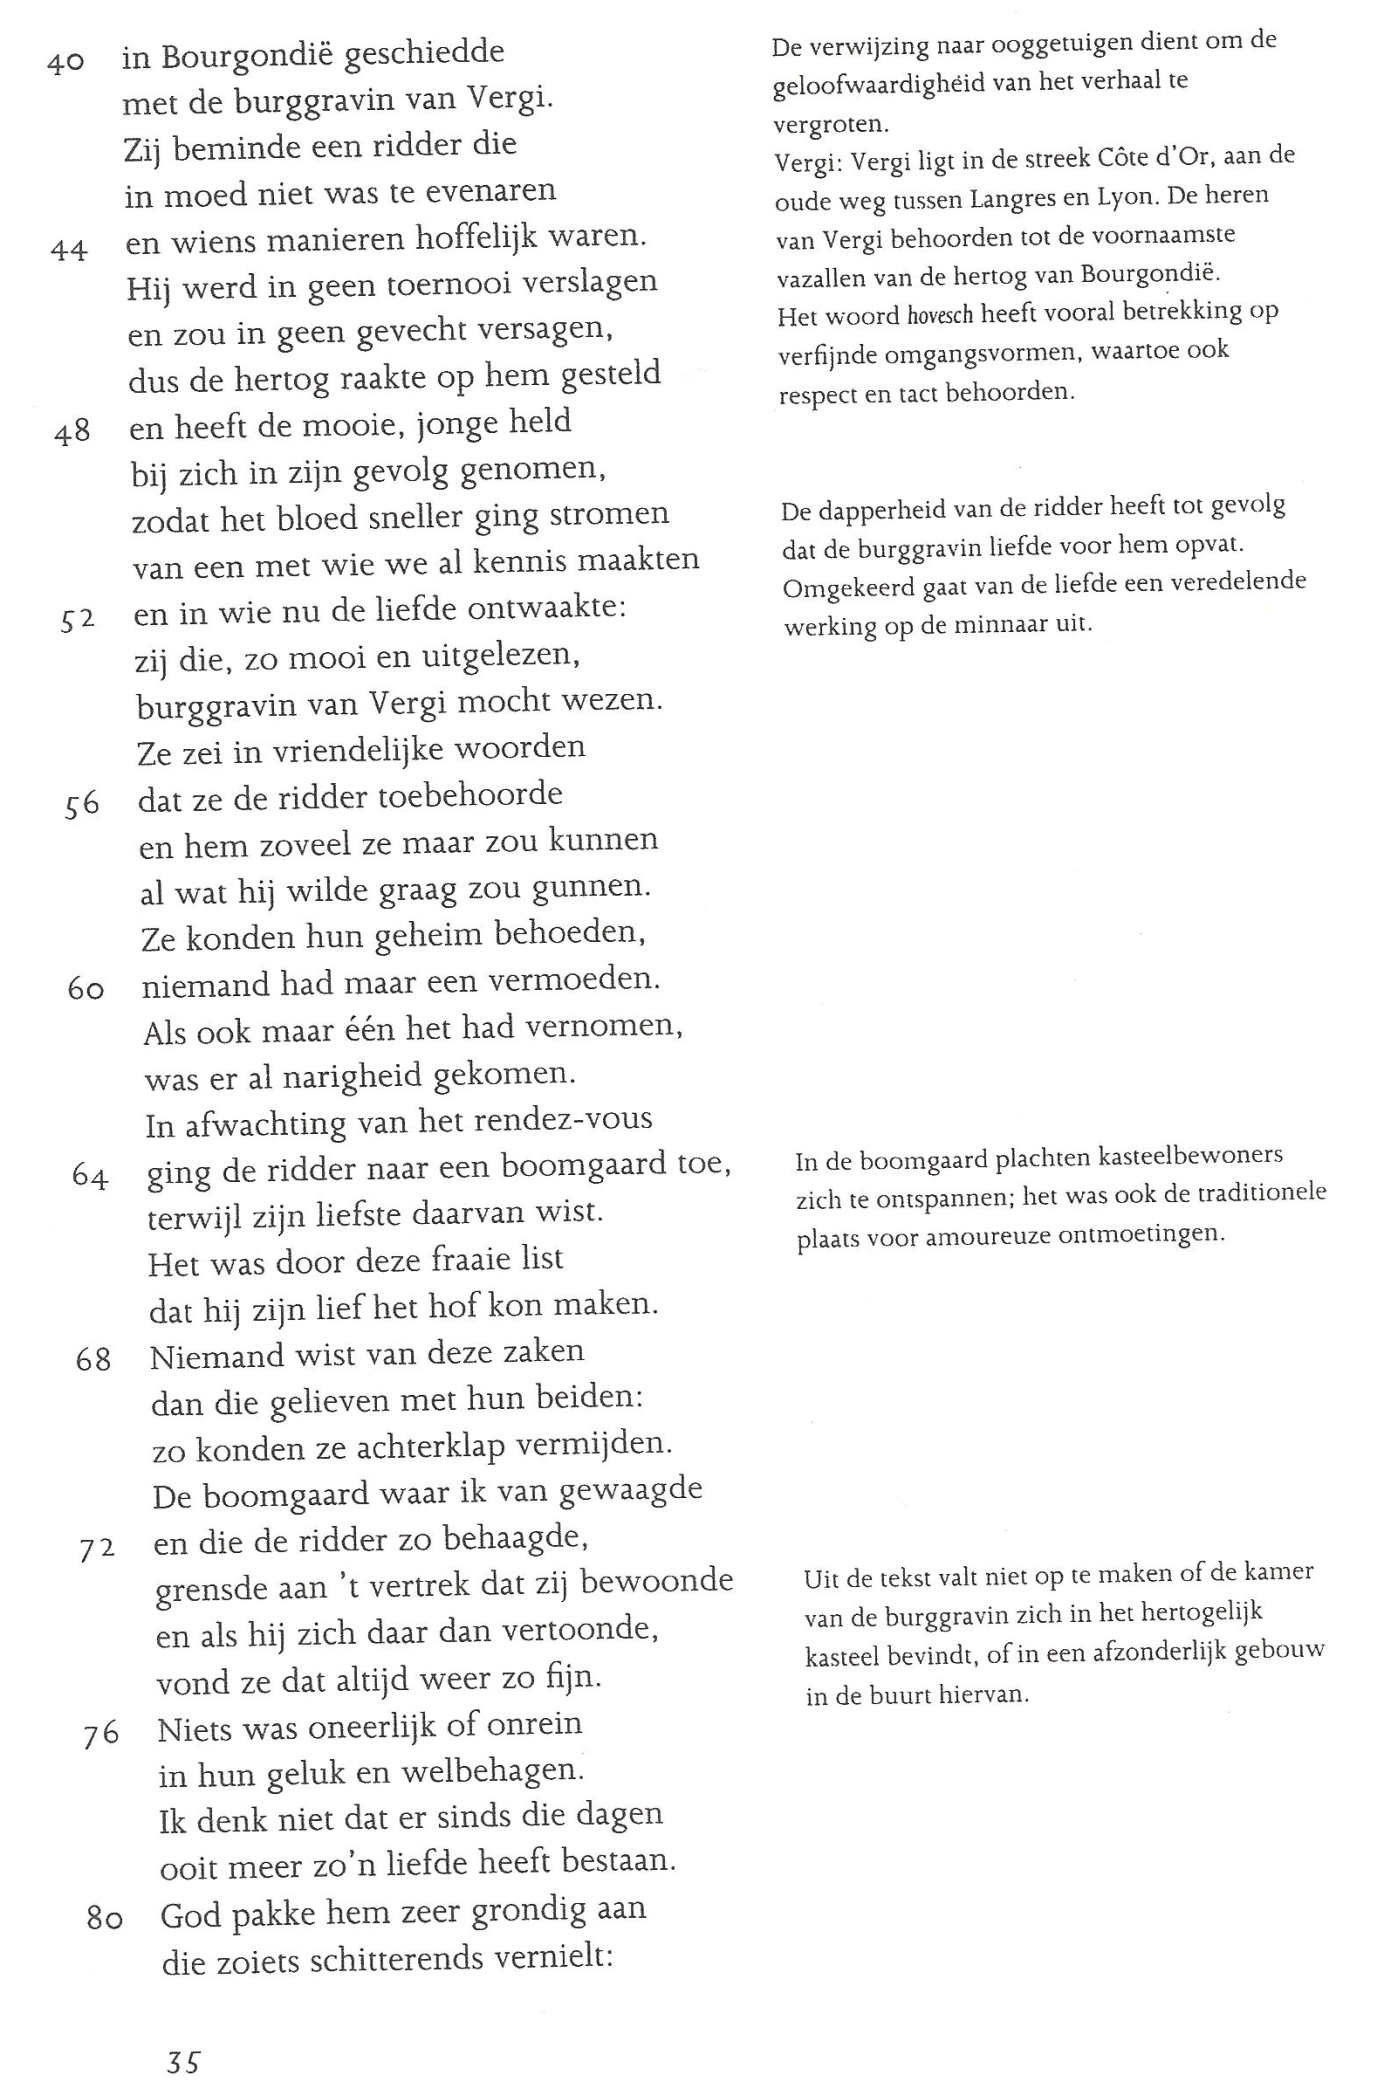 40 in Bourgondië geschiedde
met de burggravin van Vergi.
Zij beminde een ridder die
in moed niet was te evenaren
44 en wiens manieren hoffelijk waren.
Hij werd in geen toernooi verslagen
en zou in geen gevecht versagen,
dus de hertog raakte op hem gesteld
48 en heeft de mooie, jonge held
bij zich in zijn gevolg genomen,
zodat het bloed sneller ging stromen
van een met wie we al kennis maakten
52 en in wie nu de liefde ontwaakte:
zij die, zo mooi en uitgelezen,
burggravin van Vergi mocht wezen.
Ze zei in vriendelijke woorden
56 dat ze de ridder toebehoorde
en hem zoveel ze maar zou kunnen
al wat hij wilde graag zou gunnen.
Ze konden hun geheim behoeden,
60 niemand had maar een vermoeden.
Als ook maar één het had vernomen,
was er al narigheid gekomen.
In afwachting van het rendez-vous
64 ging de ridder naar een boomgaard toe,
terwijl zijn liefste daarvan wist.
Het was door deze fraaie list
dat hij zijn lief het hof kon maken.
68 Niemand wist van deze zaken
dan die gelieven met hun beiden:
zo konden ze achterklap vermijden.
De boomgaard waar ik van gewaagde
72 en die de ridder zo behaagde,
grensde aan 't vertrek dat zij bewoonde
en als hij zich daar dan vertoonde,
vond ze dat altijd weer zo fijn.
76 Niets was oneerlijk of onrein
in hun geluk en welbehagen.
Ik denk niet dat er sinds die dagen
ooit meer zo'n liefde heeft bestaan.
80 God pakke hem zeer grondig aan
die zoiets schitterends vernielt:
De verwijzing naar ooggetuigen dient om de
geloofwaardigheid van het verhaal te
vergroten.
Vergi: Vergi ligt in de streek Côte d'Or, aan de
oude weg tussen Langres en Lyon. De heren
van Vergi behoorden tot de voornaamste
vazallen van de hertog van Bourgondië.
Het woord hovesch heeft vooral betrekking op
verfijnde omgangsvormen, waartoe ook
respect en tact behoorden.
De dapperheid van de ridder heeft tot gevolg
dat de burggravin liefde voor hem opvat.
Omgekeerd gaat van de liefde een veredelende
werking op de minnaar uit.
In de boomgaard plachten kasteelbewoners
zich te ontspannen; het was ook de traditionele
plaats voor amoureuze ontmoetingen.
Uit de tekst valt niet op te maken of de kamer
van de burggravin zich in het hertogelijk
kasteel bevindt, of in een afzonderlijk gebouw
in de buurt hiervan.
35